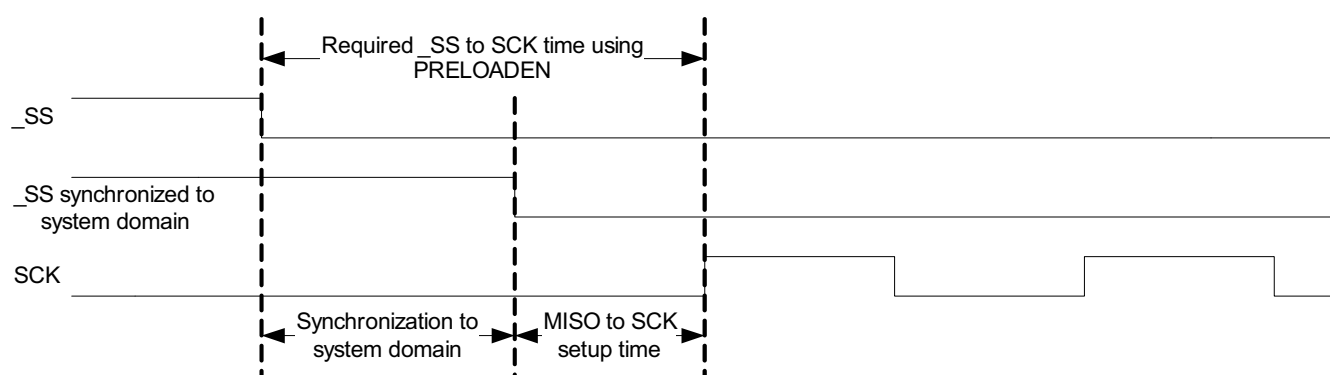 Required _SS to SCK time using
PRELOADEN
_SS
_SS synchronized to
system domain
SCK
Synchronization to
system domain
MISO to SCK
setup time